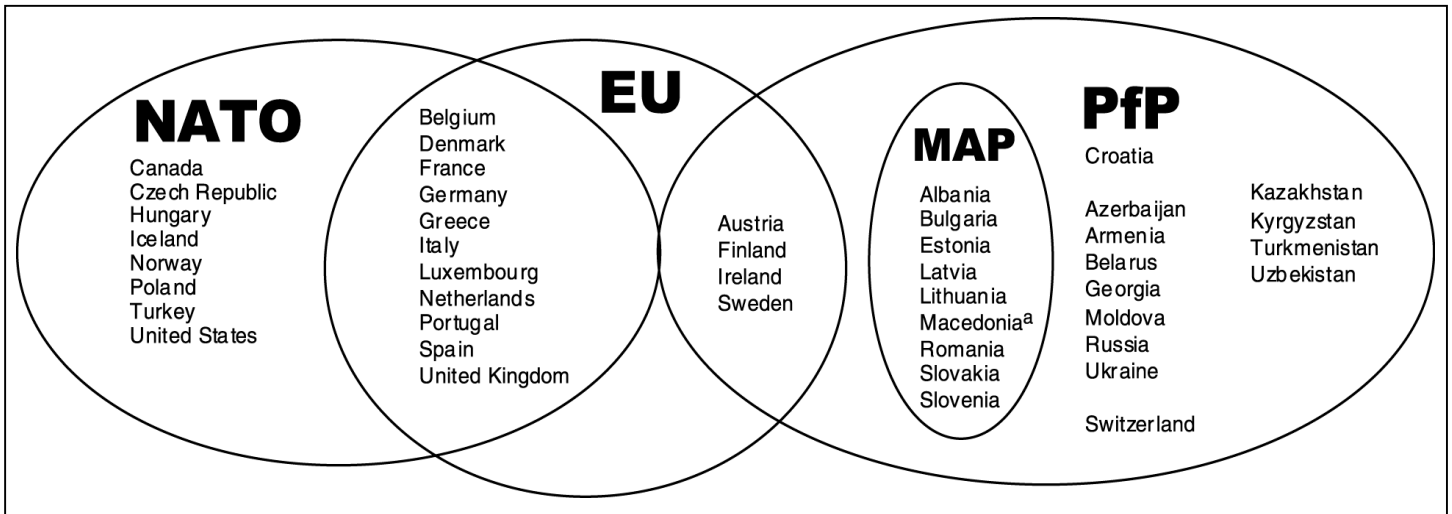 NATO
Canada
Czech Republic
Hungary
Iceland
Norway
Poland
Turkey
United States
EU
Belgium
Denmark
France
Germany
Greece
Italy
Luxembourg
Netherlands
Portugal
Spain
United Kingdom
Austria
Finland
Ireland
Sweden
MAP
Albania
Bulgaria
Estonia
Latvia
Lithuania
Macedoniaᵃ
Romania
Slovakia
Slovenia
PfP
Croatia
Azerbaijan
Armenia
Belarus
Georgia
Moldova
Russia
Ukraine
Switzerland
Kazakhstan
Kyrgyzstan
Turkmenistan
Uzbekistan